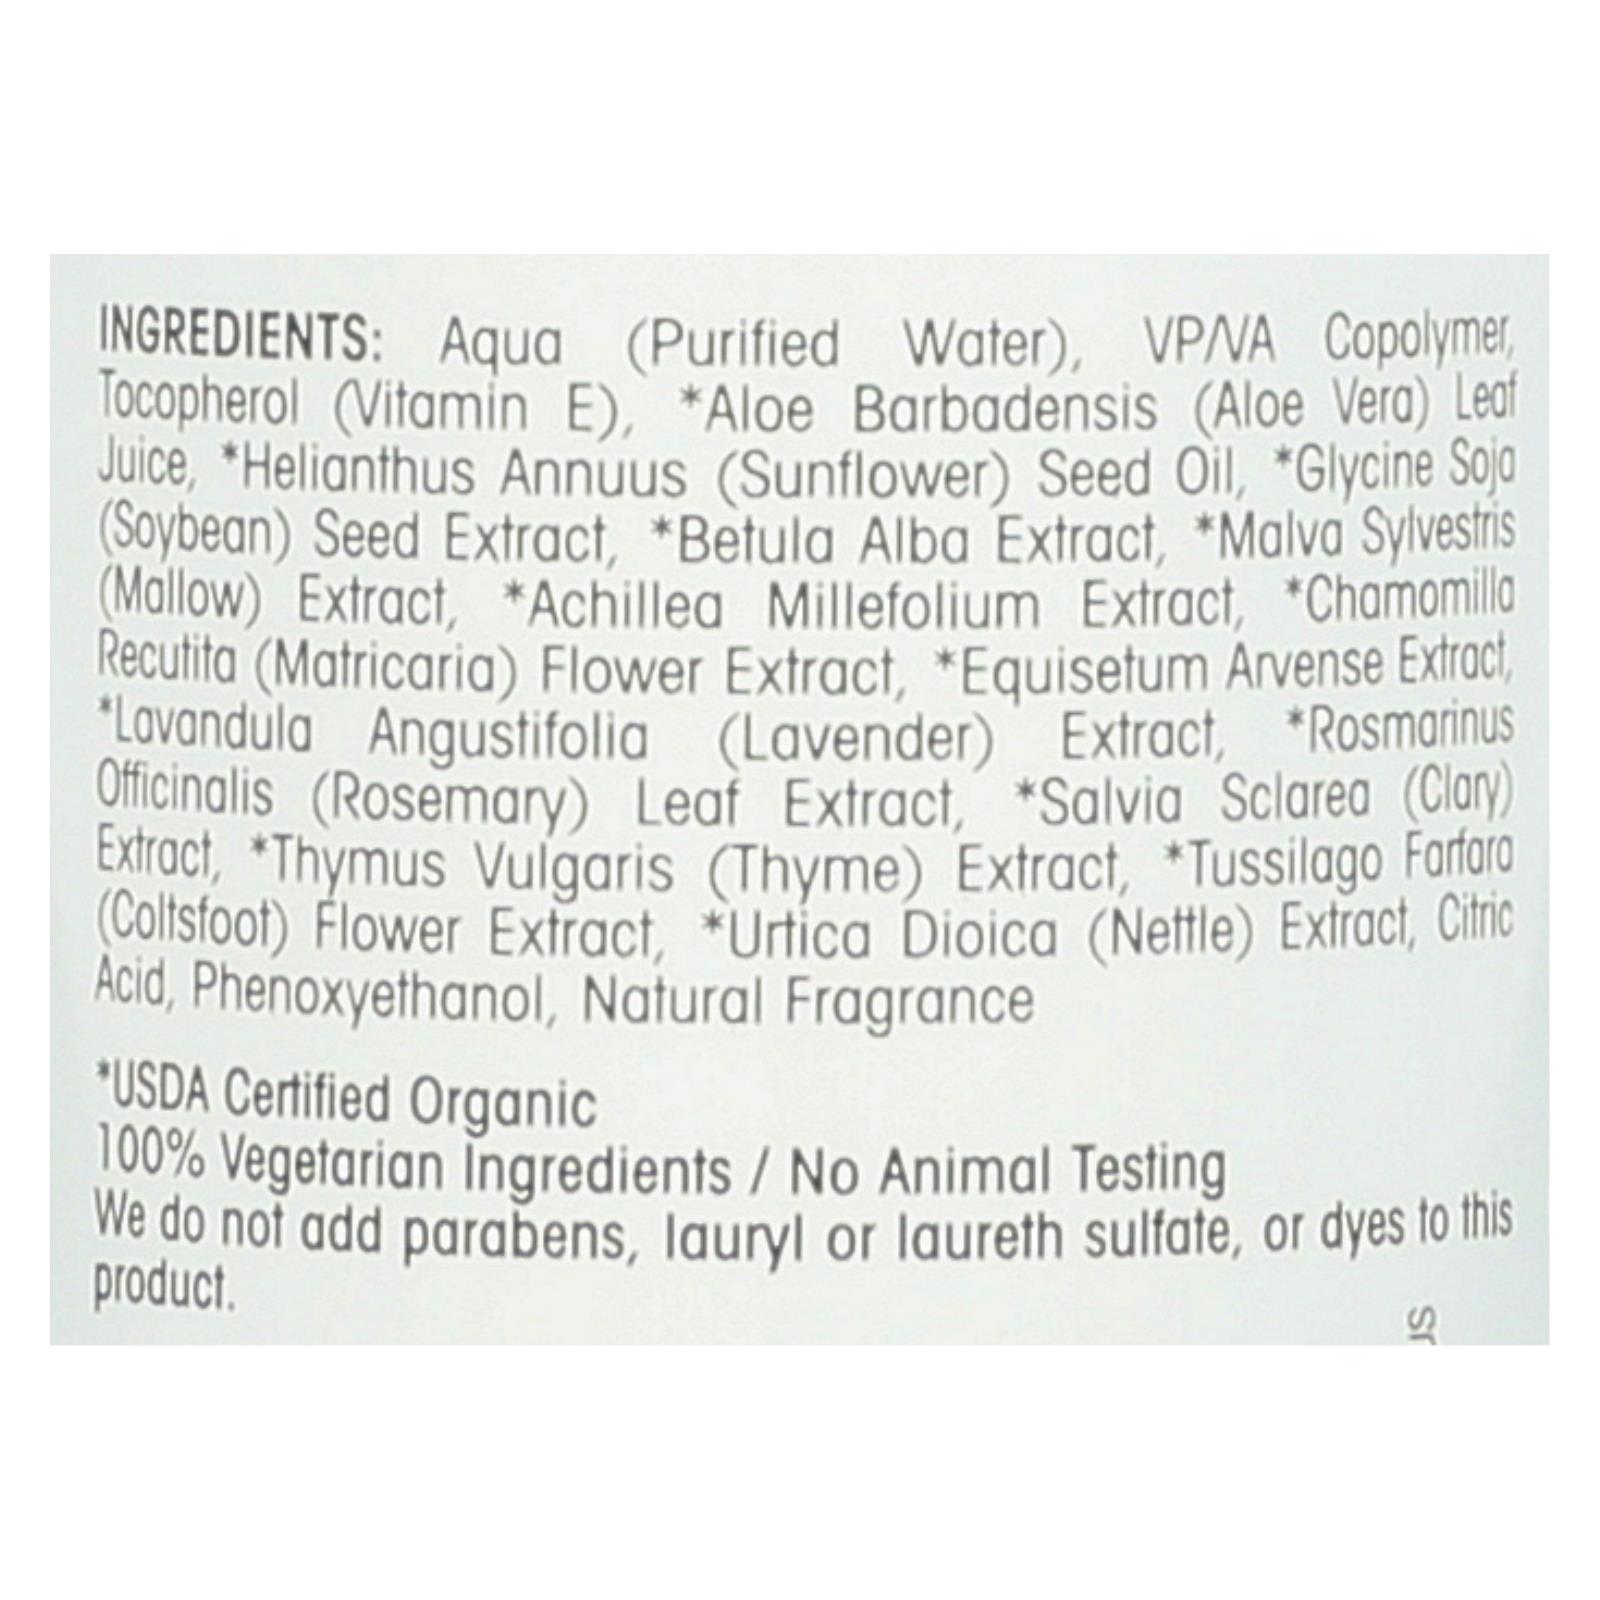 INGREDIENTS: Aqua (Purified Water), VP/VA Copolymer,
Tocopherol (Vitamin E), *Aloe Barbadensis (Aloe Vera) Leaf
Juice, *Helianthus Annuus (Sunflower) Seed Oil, *Glycine Soja
(Soybean) Seed Extract, *Betula Alba Extract, *Malva Sylvestris
(Mallow) Extract, *Achillea Millefolium Extract, *Chamomilla
Recutita (Matricaria) Flower Extract, *Equisetum Arvense Extract,
*Lavandula Angustifolia (Lavender) Extract, *Rosmarinus
Officinalis (Rosemary) Leaf Extract, *Salvia Sclarea (Clary)
Extract, *Thymus Vulgaris (Thyme) Extract, *Tussilago Farfara
(Coltsfoot) Flower Extract, *Urtica Dioica (Nettle) Extract, Citric
Acid, Phenoxyethanol, Natural Fragrance
*USDA Certified Organic
100% Vegetarian Ingredients / No Animal Testing
We do not add parabens, lauryl or laureth sulfate, or dyes to this
product.